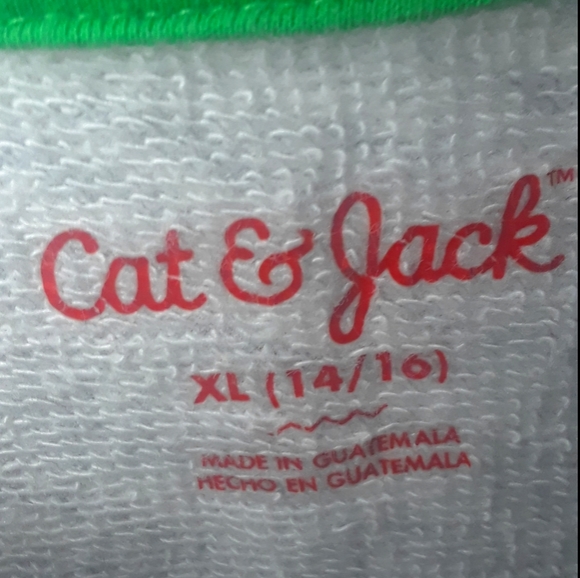 Cat & Jack™
XL (14/16)
MADE IN GUATEMALA
HECHO EN GUATEMALA